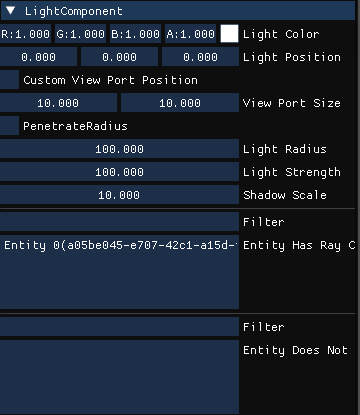 LightComponent
R:1.000 G:1.000 B:1.000 A:1.000 Light Color
0.000 0.000 0.000 Light Position
Custom View Port Position
10.000 10.000 View Port Size
PenetrateRadius
100.000 Light Radius
100.000 Light Strength
10.000 Shadow Scale
Filter
Entity 0(a05be045-e707-42c1-a15d- Entity Has Ray C
Filter
Entity Does Not